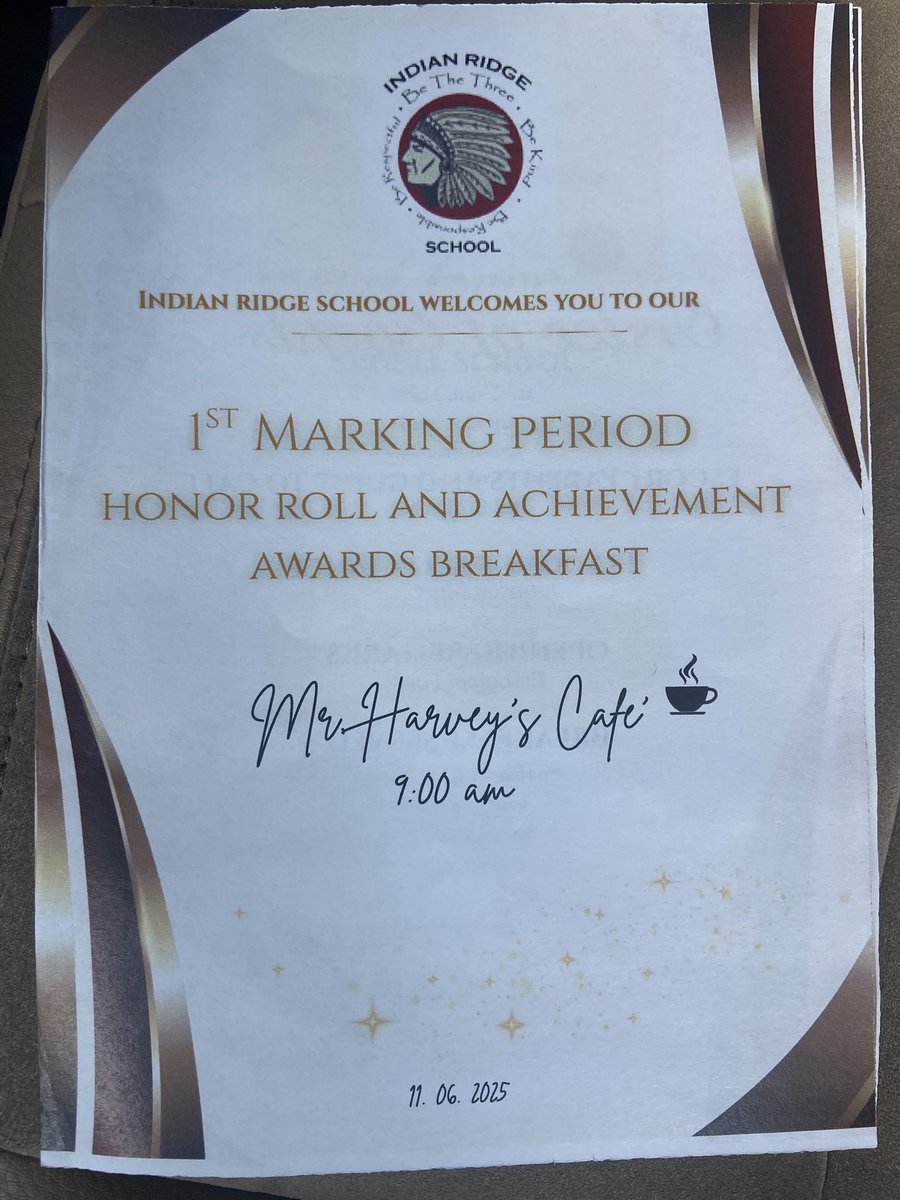 INDIAN RIDGE
Be The Three • Be Kind • Be Responsible • Be Respectful •
SCHOOL
INDIAN RIDGE SCHOOL WELCOMES YOU TO OUR
1ST MARKING PERIOD
HONOR ROLL AND ACHIEVEMENT
AWARDS BREAKFAST
Mr. Harvey's Cafe'
9:00 am
11. 06. 2025